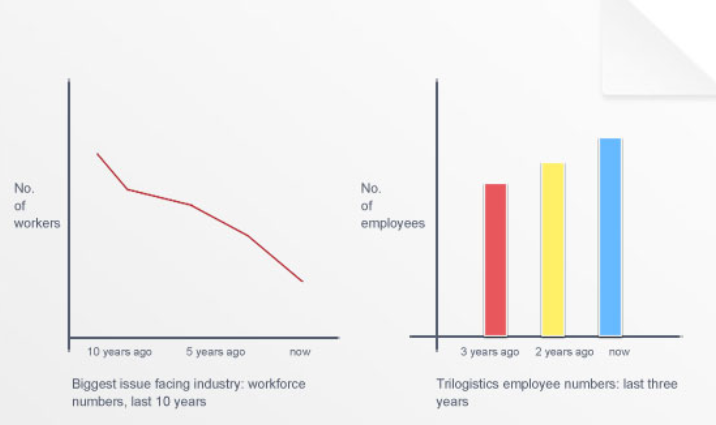 No.
of
workers
10 years ago 5 years ago now
Biggest issue facing industry: workforce
numbers, last 10 years
No.
of
employees
3 years ago 2 years ago now
Trilogistics employee numbers: last three
years